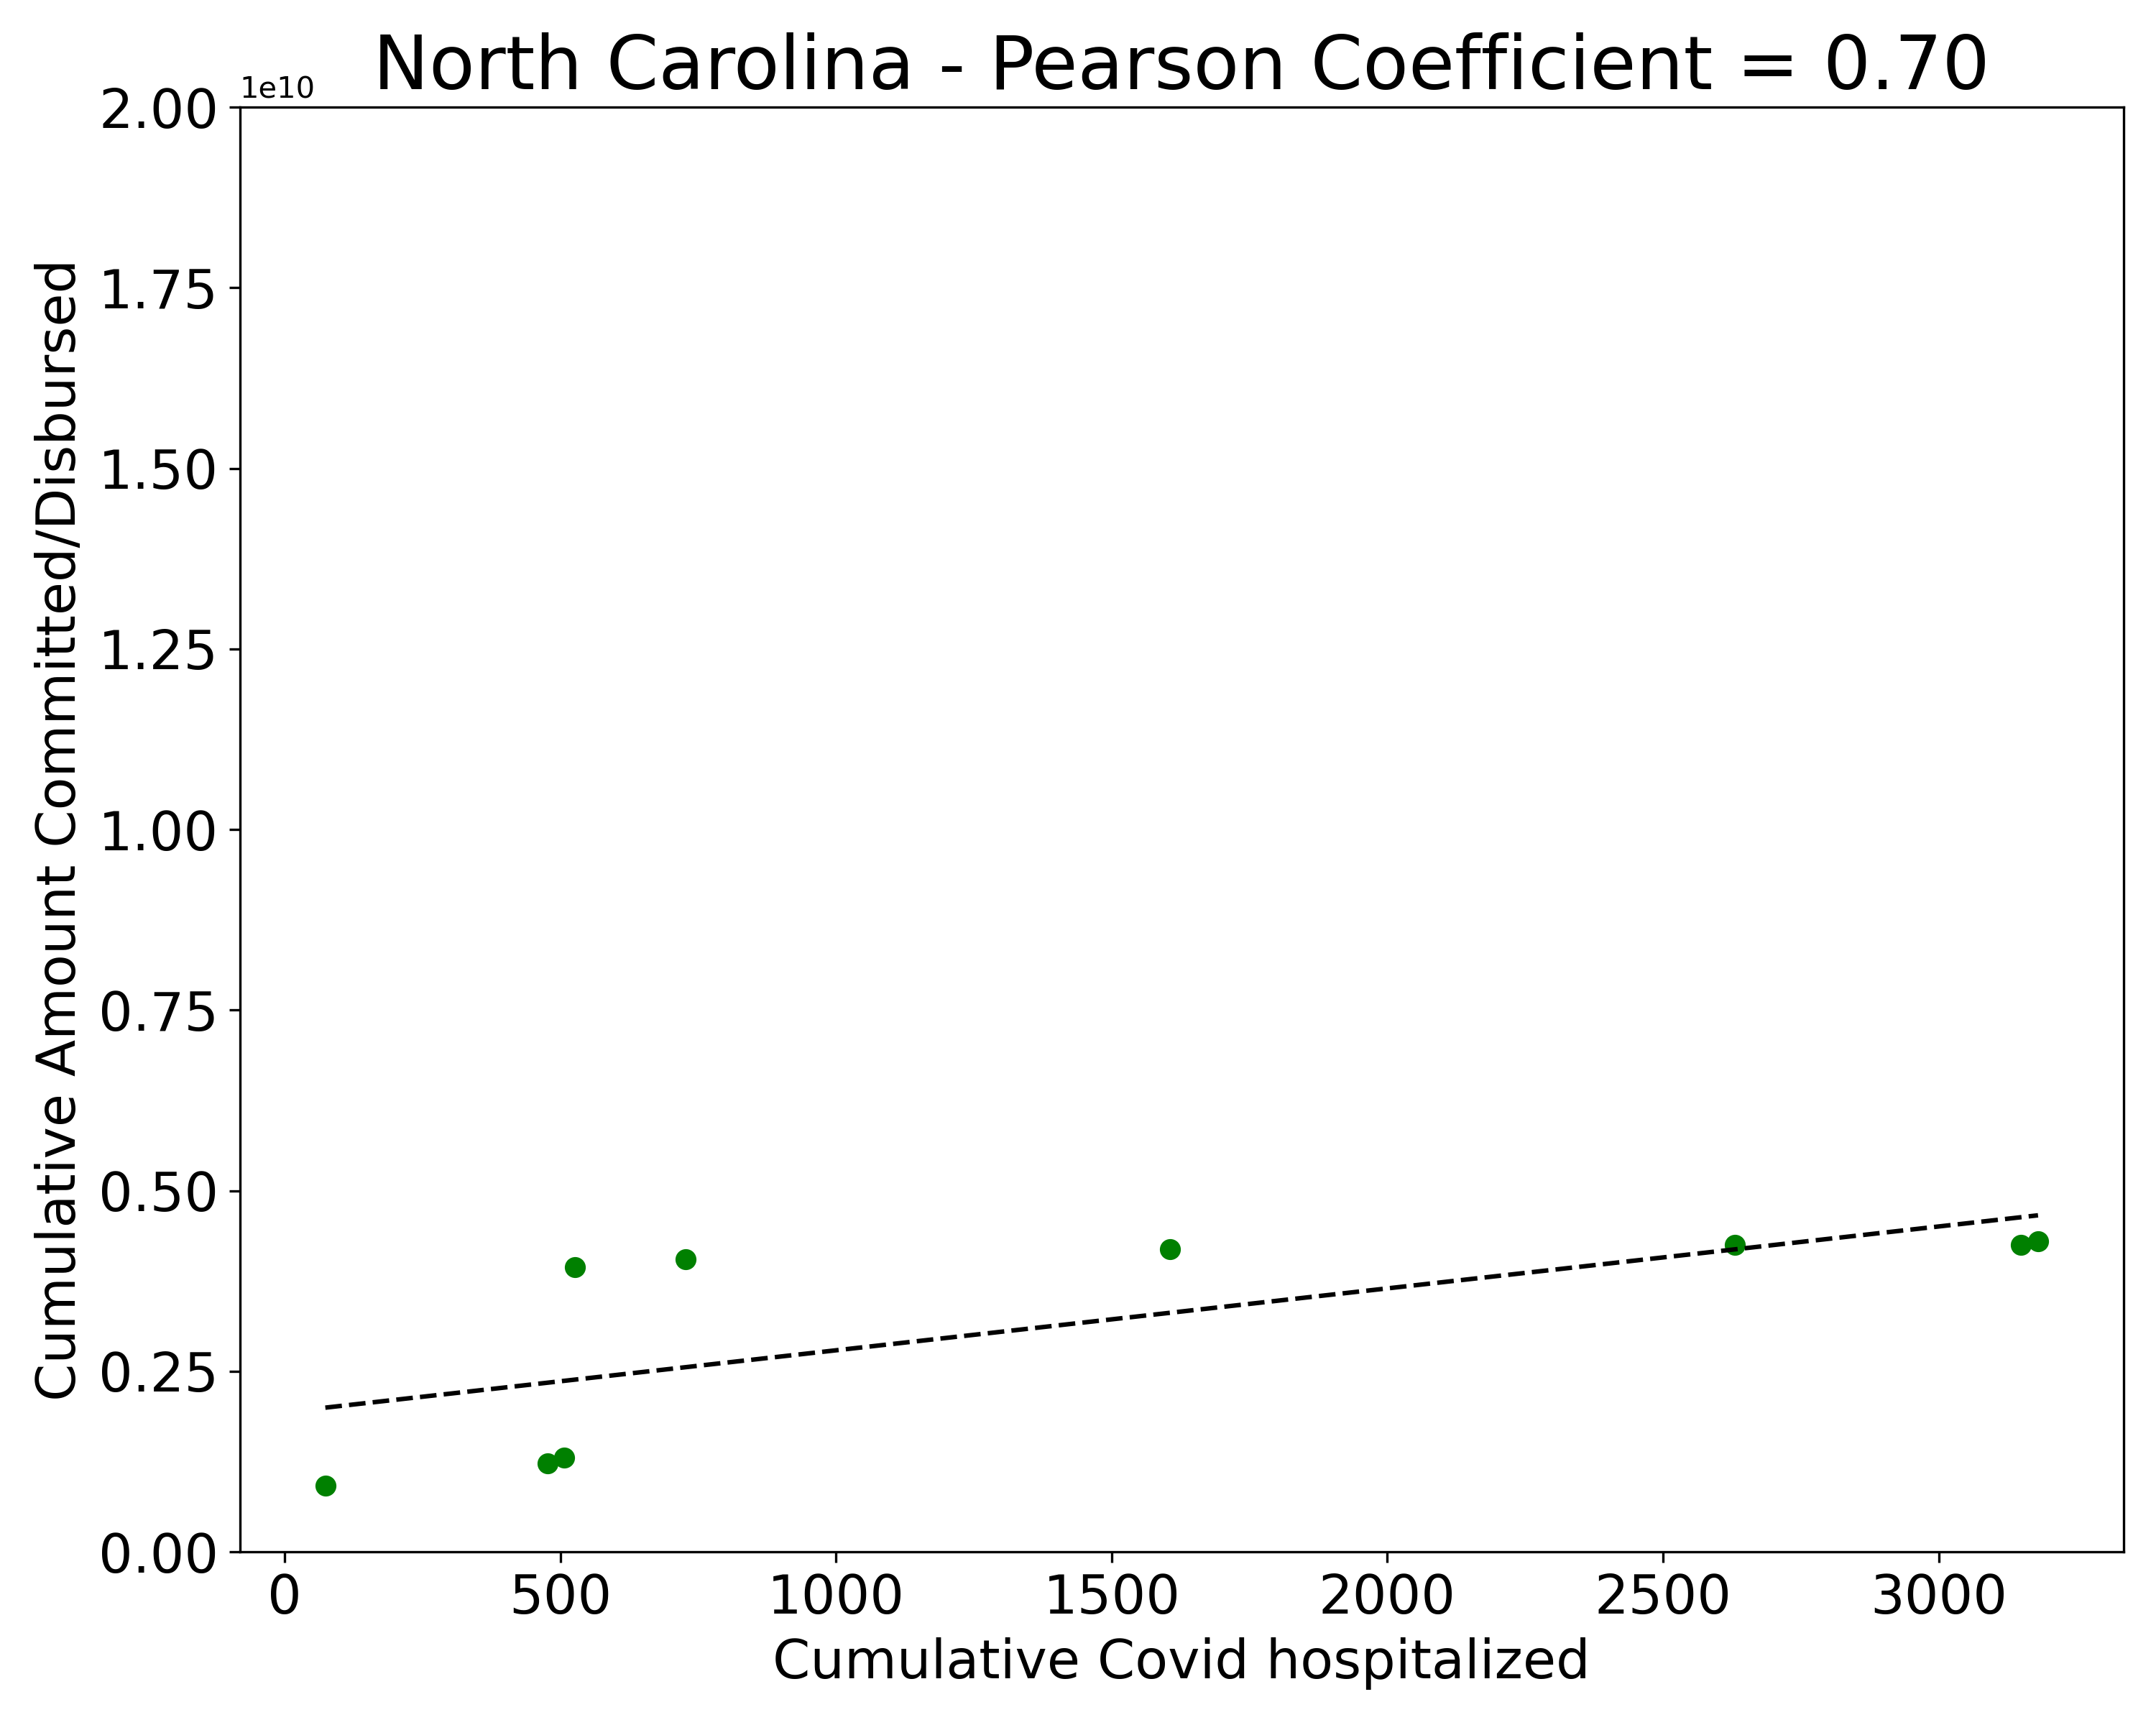 North Carolina - Pearson Coefficient = 0.70
1e10
2.00
1.75
1.50
1.25
1.00
0.75
0.50
0.25
0.00
Cumulative Amount Committed/Disbursed
0 500 1000 1500 2000 2500 3000
Cumulative Covid hospitalized